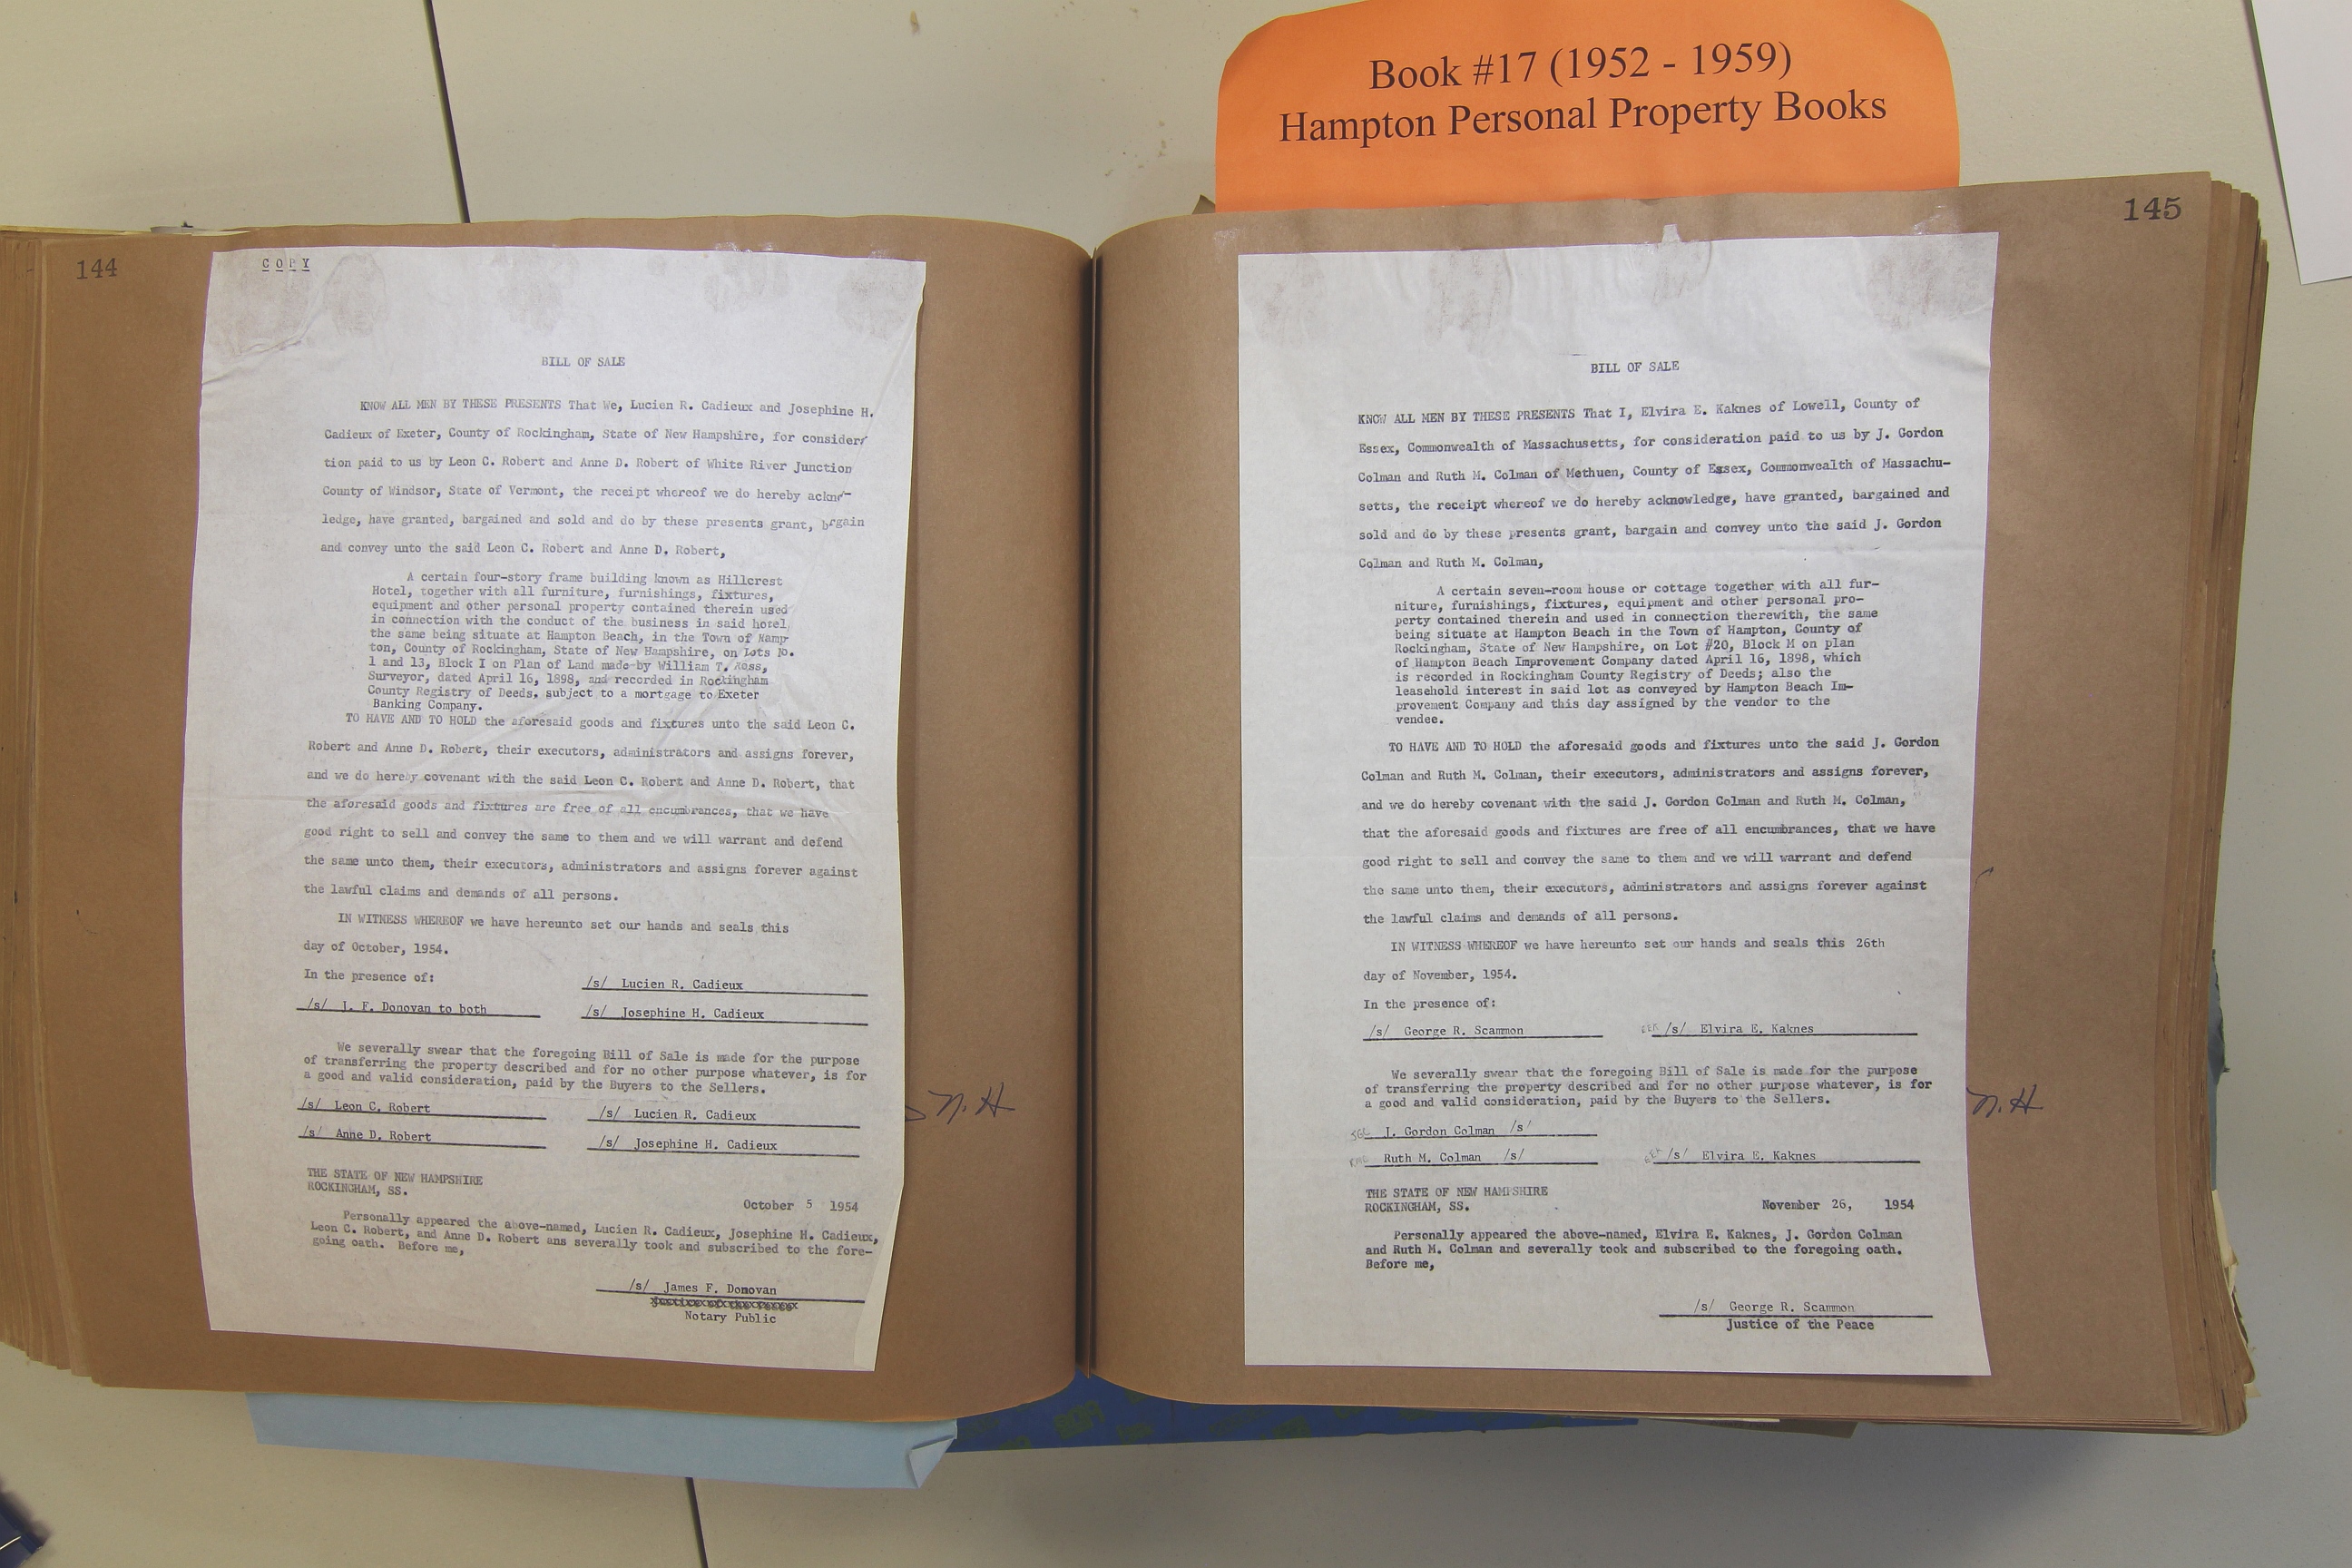 Book #17 (1952 - 1959)
Hampton Personal Property Books
144
COPY
BILL OF SALE
KNOW ALL MEN BY THESE PRESENTS That We, Lucien R. Cadieux and Josephine H.
Cadieux of Exeter, County of Rockingham, State of New Hampshire, for consider
tion paid to us by Leon C. Robert and Anne D. Robert of White River Junction
County of Windsor, State of Vermont, the receipt whereof we do hereby
ledge, have granted, bargained and sold and do by these presents grant, bargain
and convey unto the said Leon C. Robert and Anne D. Robert,
A certain four-story frame building known as Hillcrest
Hotel, together with all furniture, furnishings, fixtures,
equipment and other personal property contained therein used
in connection with the conduct of the business in said hotel
the same being situate at Hampton Beach, in the Town of Hamp
ton, County of Rockingham, State of New Hampshire, on Lots No.
1 and 13, Block I on Plan of Land made by William T. Ross,
Surveyor, dated April 16, 1898, and recorded in Rockingham
County Registry of Deeds. subject to a mortgage to Exeter
Banking Company.
TO HAVE AND TO HOLD the aforesaid goods and fixtures unto the said Leon C.
Robert and Anne D. Robert, their executors, administrators and assigns forever,
and we do hereby covenant with the said Leon C. Robert and Anne D. Robert, that
the aforesaid goods and fixtures are free of all encumbrances, that we have
good right to sell and convey the same to them and we will warrant and defend
the same unto them, their executors, administrators and assigns forever against
the lawful claims and demands of all persons.
IN WITNESS WHEREOF we have hereunto set our hands and seals this
day of October, 1954.
In the presence of:
/s/ Lucien R. Cadieux
/s/ J. F. Donovan to both
/s/ Josephine H. Cadieux
We severally swear that the foregoing Bill of Sale is made for the purpose
of transferring the property described and for no other purpose whatever, is for
a good and valid consideration, paid by the Buyers to the Sellers.
/s/ Leon C. Robert
/s/ Lucien R. Cadieux
/s/ Anne D. Robert
/s/ Josephine H. Cadieux
N.H
THE STATE OF NEW HAMPSHIRE
ROCKINGHAM, SS.
October 5 1954
Personally appeared the above-named, Lucien R. Cadieux, Josephine H. Cadieux,
Leon C. Robert, and Anne D. Robert ans severally took and subscribed to the fore-
going oath. Before me,
/s/ James F. Donovan
Notary Public
145
BILL OF SALE
KNOW ALL MEN BY THESE PRESENTS That I, Elvira E. Kaknes of Lowell, County of
Essex, Commonwealth of Massachusetts, for consideration paid to us by J. Gordon
Colman and Ruth M. Colman of Methuen, County of Essex, Commonwealth of Massachu-
setts, the receipt whereof we do hereby acknowledge, have granted, bargained and
sold and do by these presents grant, bargain and convey unto the said J. Gordon
Colman and Ruth M. Colman,
A certain seven-room house or cottage together with all fur-
niture, furnishings, fixtures, equipment and other personal pro-
perty contained therein and used in connection therewith, the same
being situate at Hampton Beach in the Town of Hampton, County of
Rockingham, State of New Hampshire, on Lot #20, Block M on plan
of Hampton Beach Improvement Company dated April 16, 1898, which
is recorded in Rockingham County Registry of Deeds; also the
leasehold interest in said lot as conveyed by Hampton Beach Im-
provement Company and this day assigned by the vendor to the
vendee.
TO HAVE AND TO HOLD the aforesaid goods and fixtures unto the said J. Gordon
Colman and Ruth M. Colman, their executors, administrators and assigns forever,
and we do hereby covenant with the said J. Gordon Colman and Ruth M. Colman,
that the aforesaid goods and fixtures are free of all encumbrances, that we have
good right to sell and convey the same to them and we will warrant and defend
the same unto them, their executors, administrators and assigns forever against
the lawful claims and demands of all persons.
IN WITNESS WHEREOF we have hereunto set our hands and seals this 26th
day of November, 1954.
In the presence of:
/s/ George R. Scammon
EEK /s/ Elvira E. Kaknes
We severally swear that the foregoing Bill of Sale is made for the purpose
of transferring the property described and for no other purpose whatever, is for
a good and valid consideration, paid by the Buyers to the Sellers.
JGC J. Gordon Colman /s/
RMC Ruth M. Colman /s/
EEK /s/ Elvira E. Kaknes
N.H
THE STATE OF NEW HAMPSHIRE
ROCKINGHAM, SS.
November 26, 1954
Personally appeared the above-named, Elvira E. Kaknes, J. Gordon Colman
and Ruth M. Colman and severally took and subscribed to the foregoing oath.
Before me,
/s/ George R. Scammon
Justice of the Peace